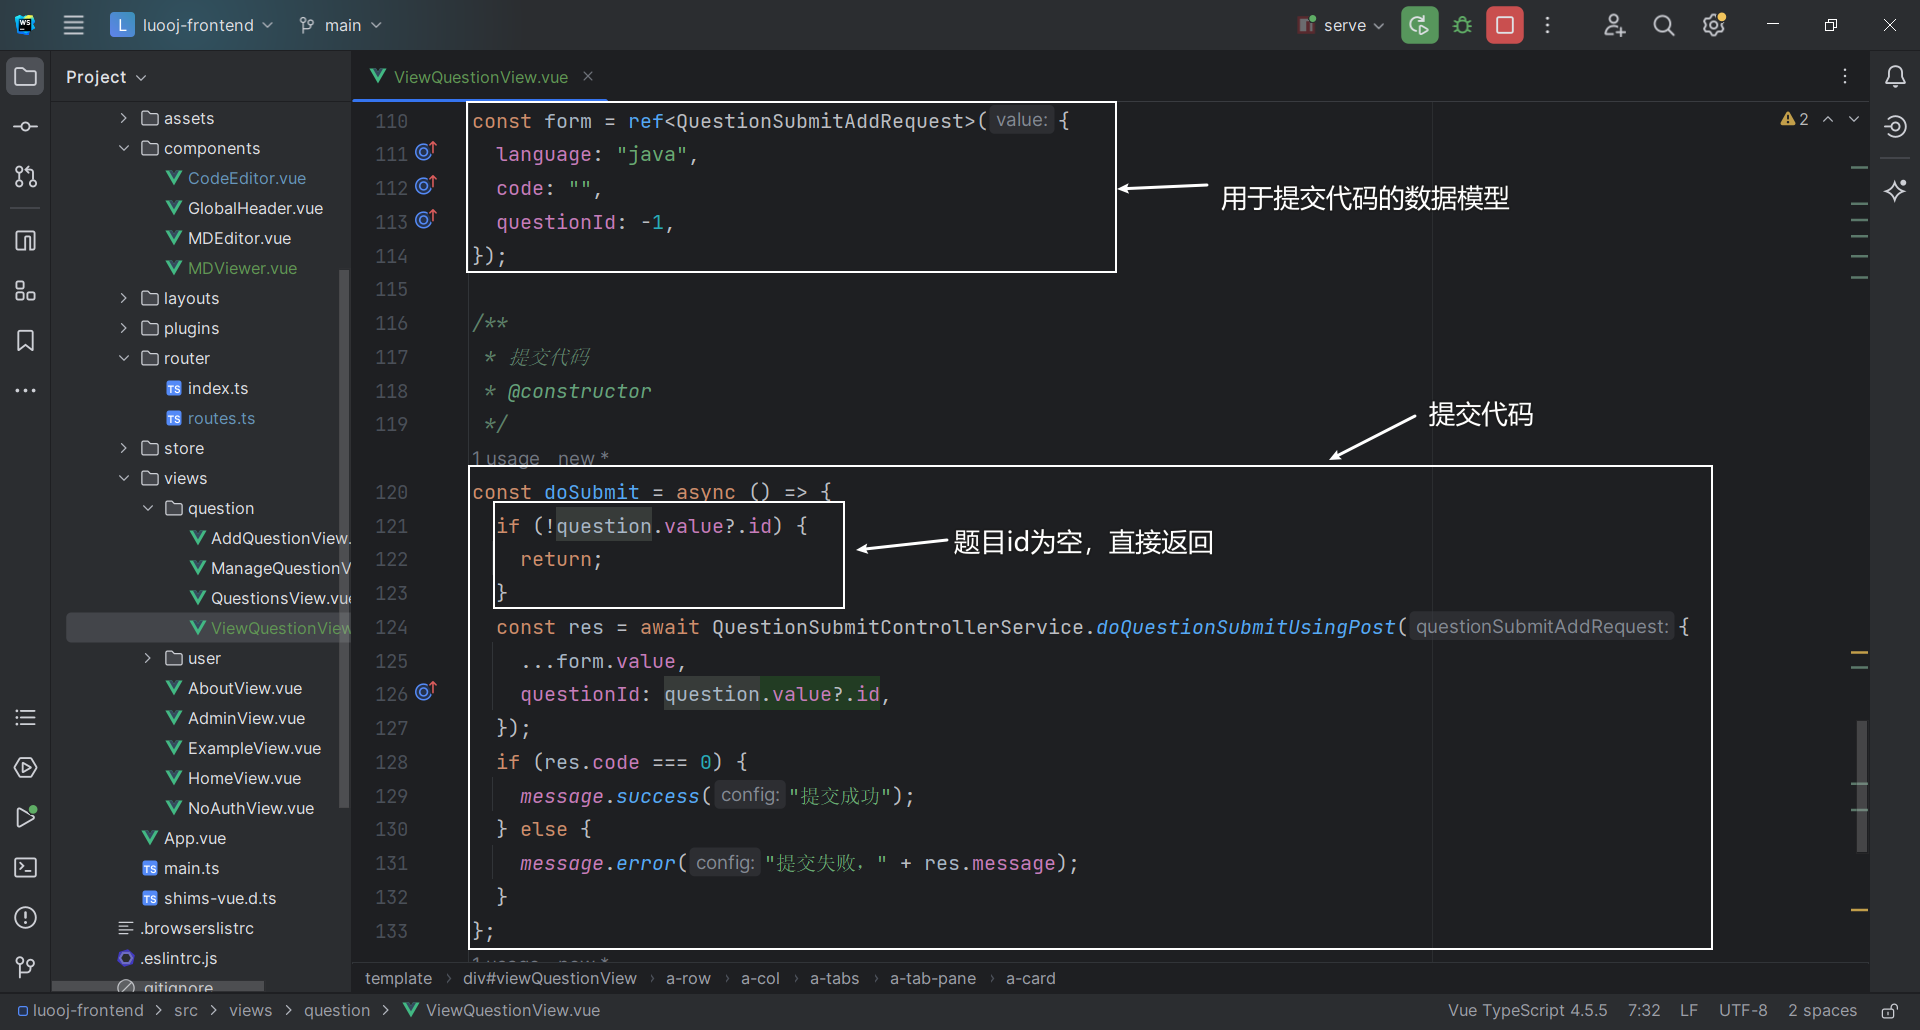 WS
L luooj-frontend
main
serve
Project
ViewQuestionView.vue
assets
components
CodeEditor.vue
GlobalHeader.vue
MDEditor.vue
MDViewer.vue
layouts
plugins
router
TS index.ts
TS routes.ts
store
views
question
AddQuestionView.
ManageQuestionV
QuestionsView.vue
ViewQuestionView
user
AboutView.vue
AdminView.vue
ExampleView.vue
HomeView.vue
NoAuthView.vue
App.vue
TS main.ts
TS shims-vue.d.ts
.browserslistrc
.eslintrc.js
.gitignore
2
110 const form = ref<QuestionSubmitAddRequest>( value: {
111 language: "java",
112 code: "",
113 questionId: -1,
114 });
用于提交代码的数据模型
115
116 /**
117 * 提交代码
118 * @constructor
119 */
1 usage new *
提交代码
120 const doSubmit = async () => {
121 if (!question.value?.id) {
122 return;
123 }
题目id为空，直接返回
124 const res = await QuestionSubmitControllerService.doQuestionSubmitUsingPost( questionSubmitAddRequest: {
125 ...form.value,
126 questionId: question.value?.id,
127 });
128 if (res.code === 0) {
129 message.success( config: "提交成功");
130 } else {
131 message.error( config: "提交失败，" + res.message);
132 }
133 };
1 usage new *
template › div#viewQuestionView › a-row › a-col › a-tabs › a-tab-pane › a-card
luooj-frontend > src > views > question > ViewQuestionView.vue
Vue TypeScript 4.5.5 7:32 LF UTF-8 2 spaces